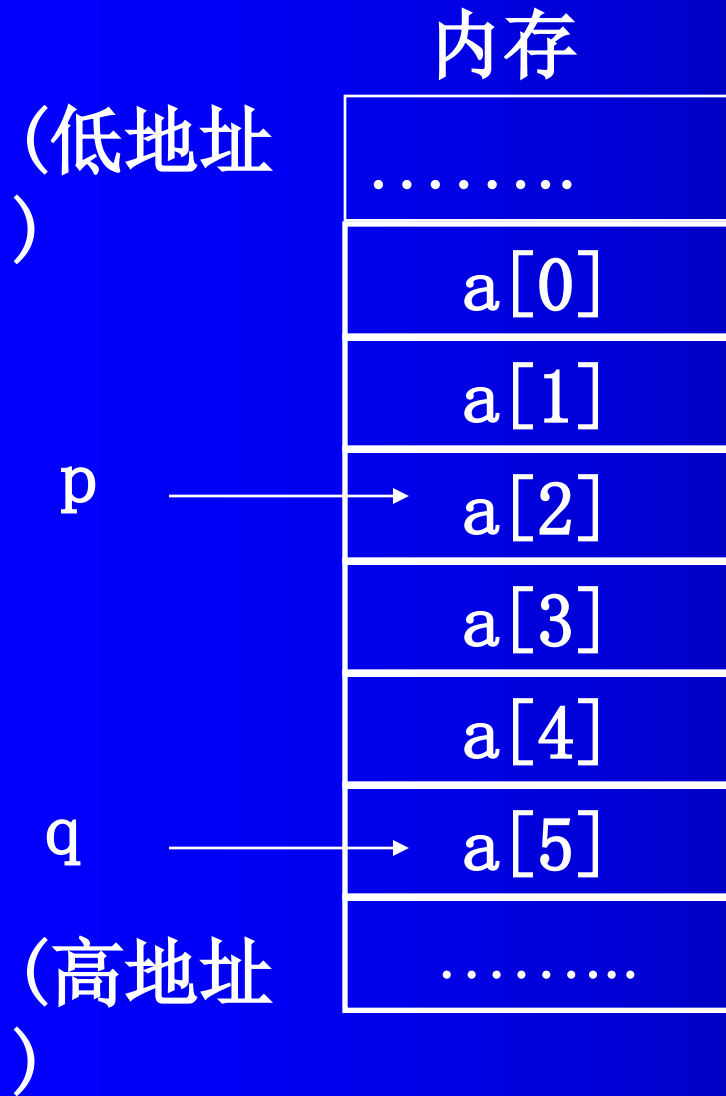 内存
(低地址
)
........
a[0]
a[1]
p
a[2]
a[3]
a[4]
q
a[5]
(高地址
)
.........